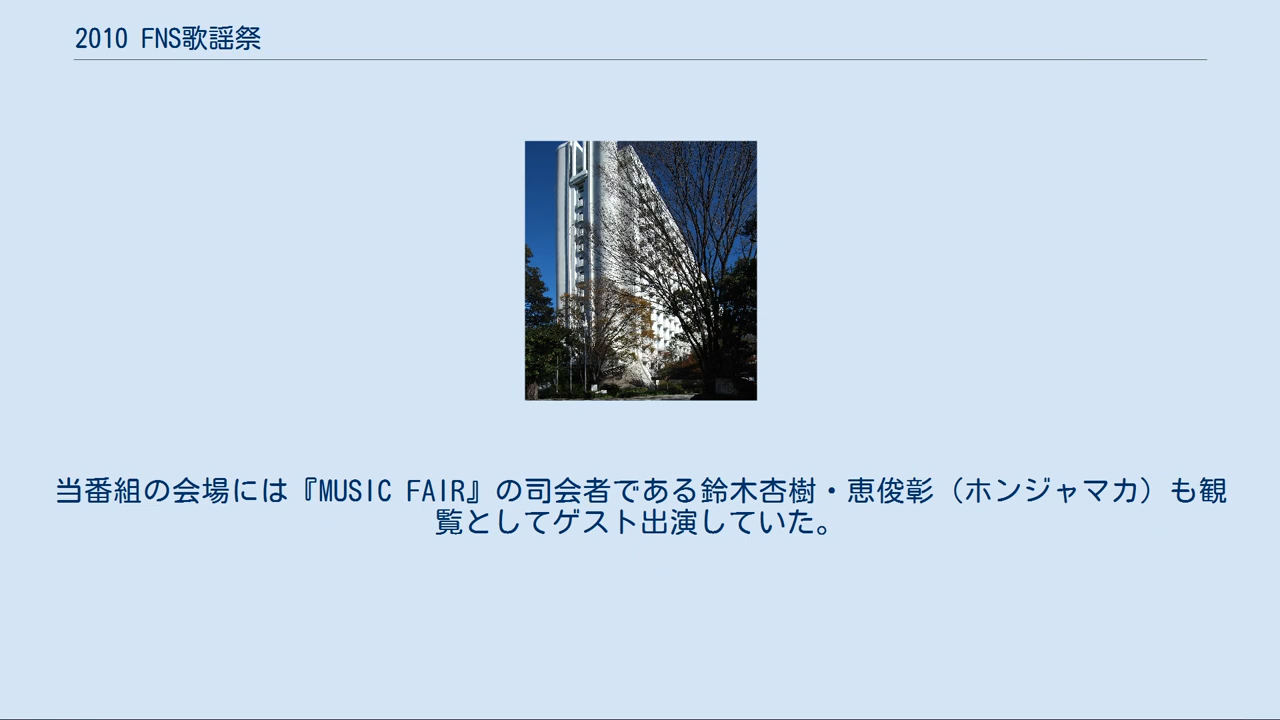 2010 FNS歌謡祭
当番組の会場には『MUSIC FAIR』の司会者である鈴木杏樹・恵俊彰（ホンジャマカ）も観
覧としてゲスト出演していた。